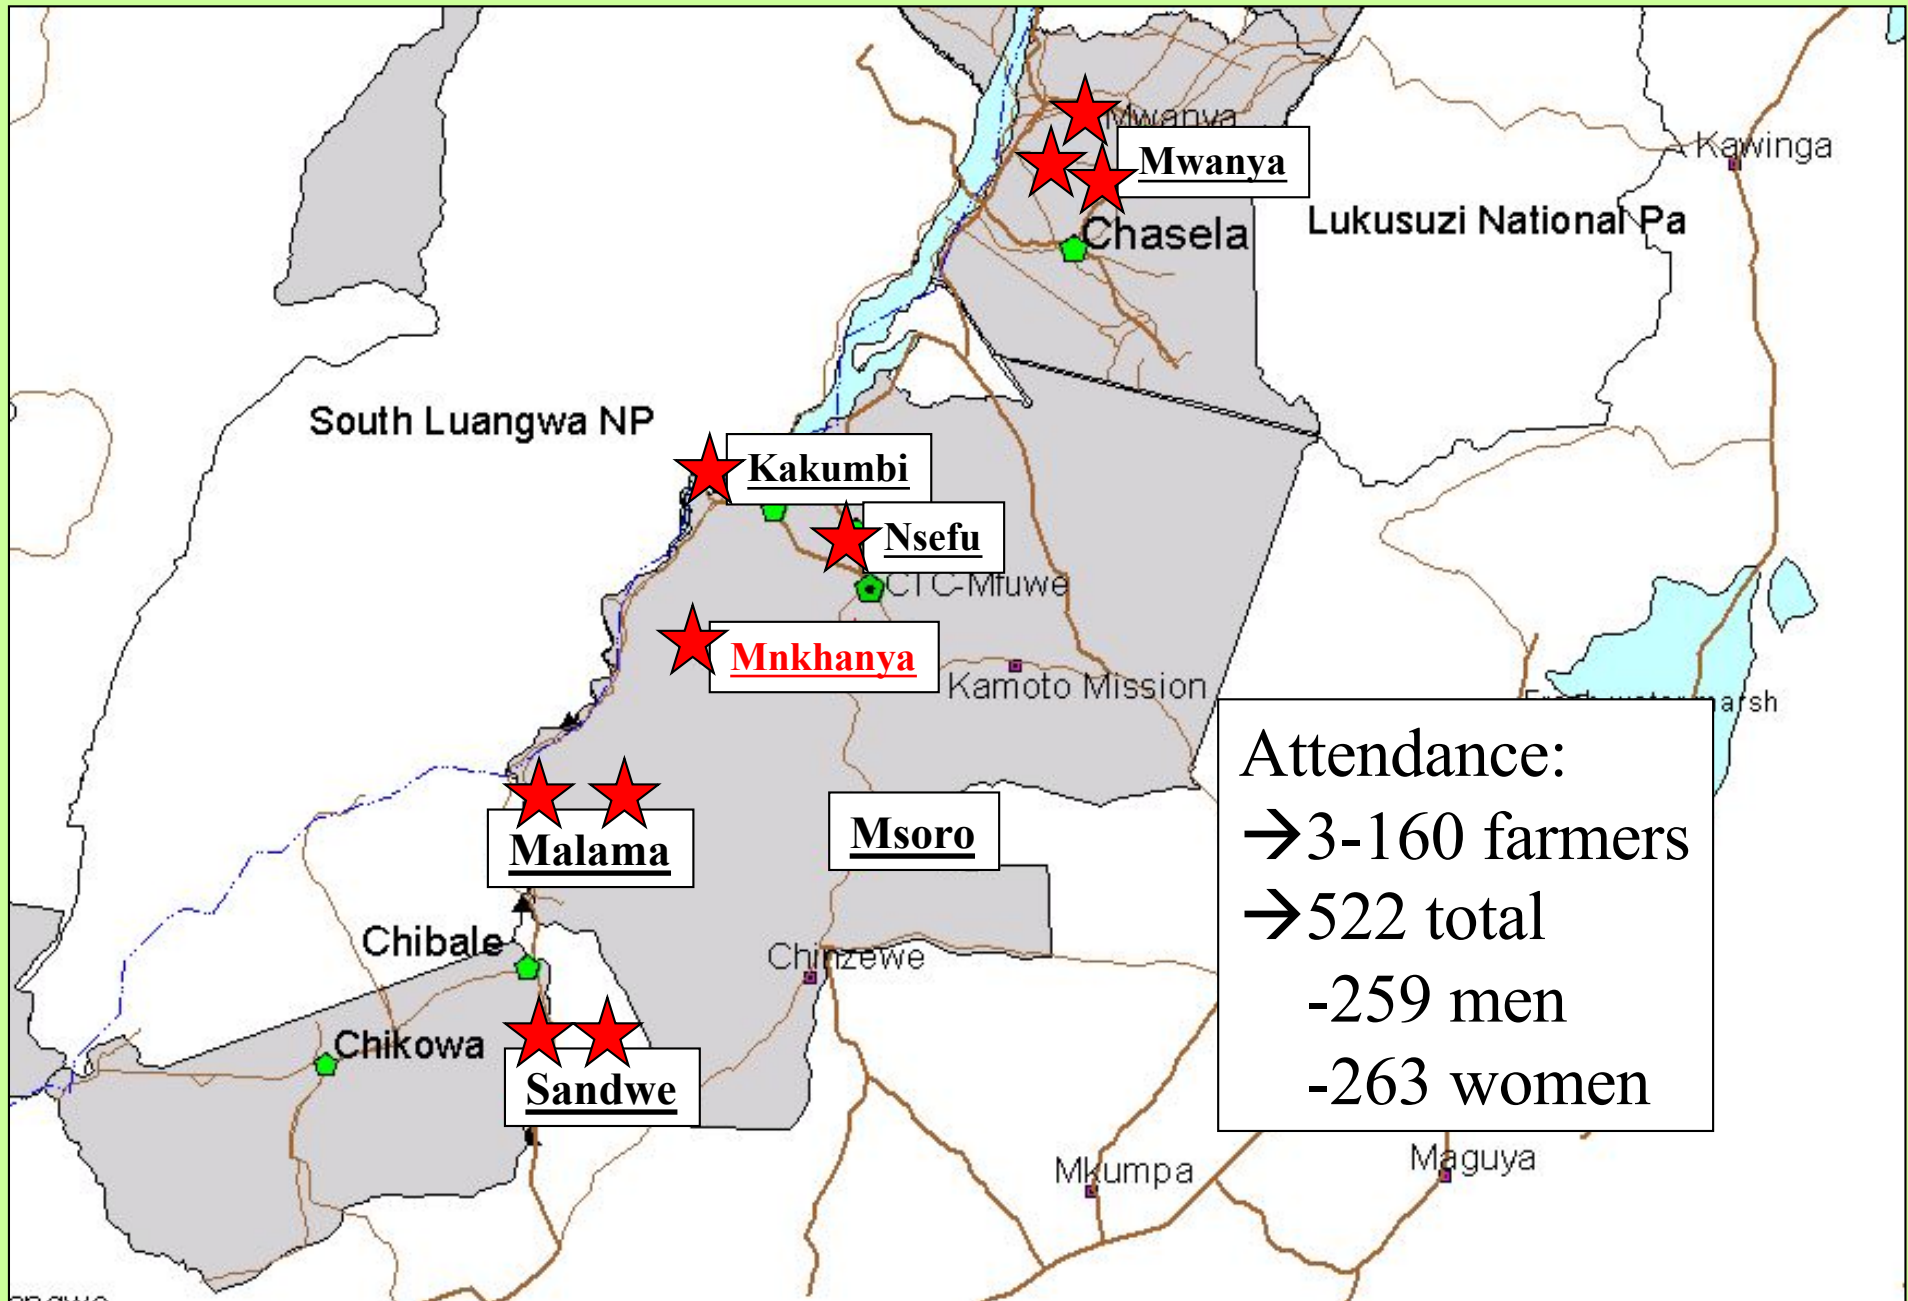 Mwanya
Mwanya
Kawinga
Chasela
Lukusuzi National Pa
South Luangwa NP
Kakumbi
Nsefu
CTC-Mfuwe
Mnkhanya
Kamoto Mission
Malama
Msoro
Attendance:
→3-160 farmers
→522 total
-259 men
-263 women
Chibale
Chinzewe
Chikowa
Sandwe
Mkumpa
Maguya